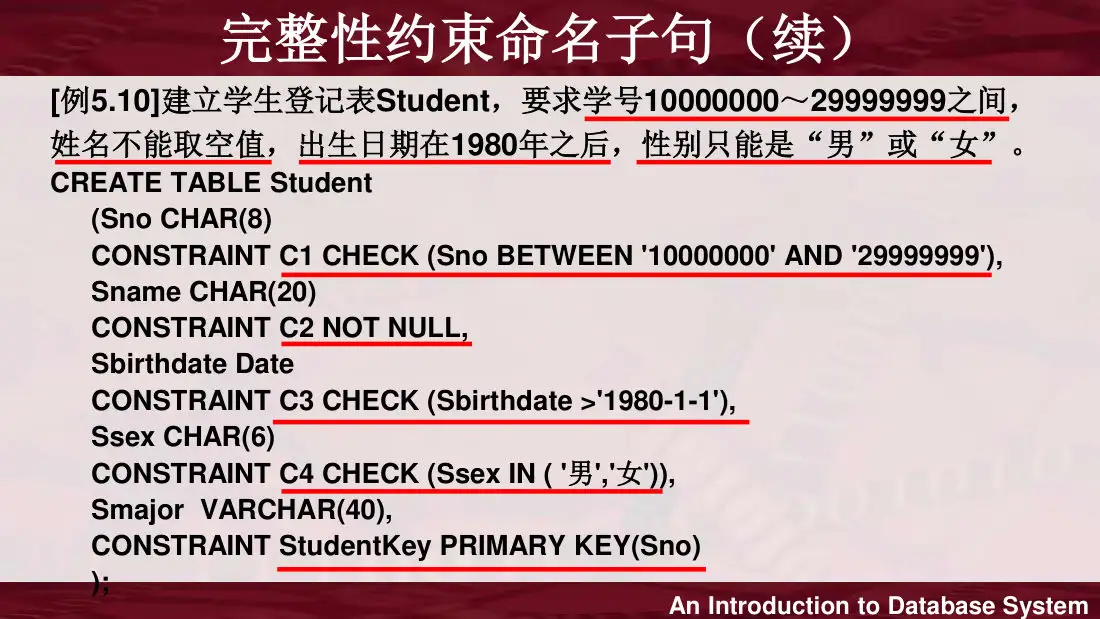 完整性约束命名子句（续）
[例5.10]建立学生登记表Student，要求学号10000000～29999999之间，
姓名不能取空值，出生日期在1980年之后，性别只能是“男”或“女”。
CREATE TABLE Student
(Sno CHAR(8)
CONSTRAINT C1 CHECK (Sno BETWEEN '10000000' AND '29999999'),
Sname CHAR(20)
CONSTRAINT C2 NOT NULL,
Sbirthdate Date
CONSTRAINT C3 CHECK (Sbirthdate >'1980-1-1'),
Ssex CHAR(6)
CONSTRAINT C4 CHECK (Ssex IN ( '男','女')),
Smajor  VARCHAR(40),
CONSTRAINT StudentKey PRIMARY KEY(Sno)
);
An Introduction to Database System